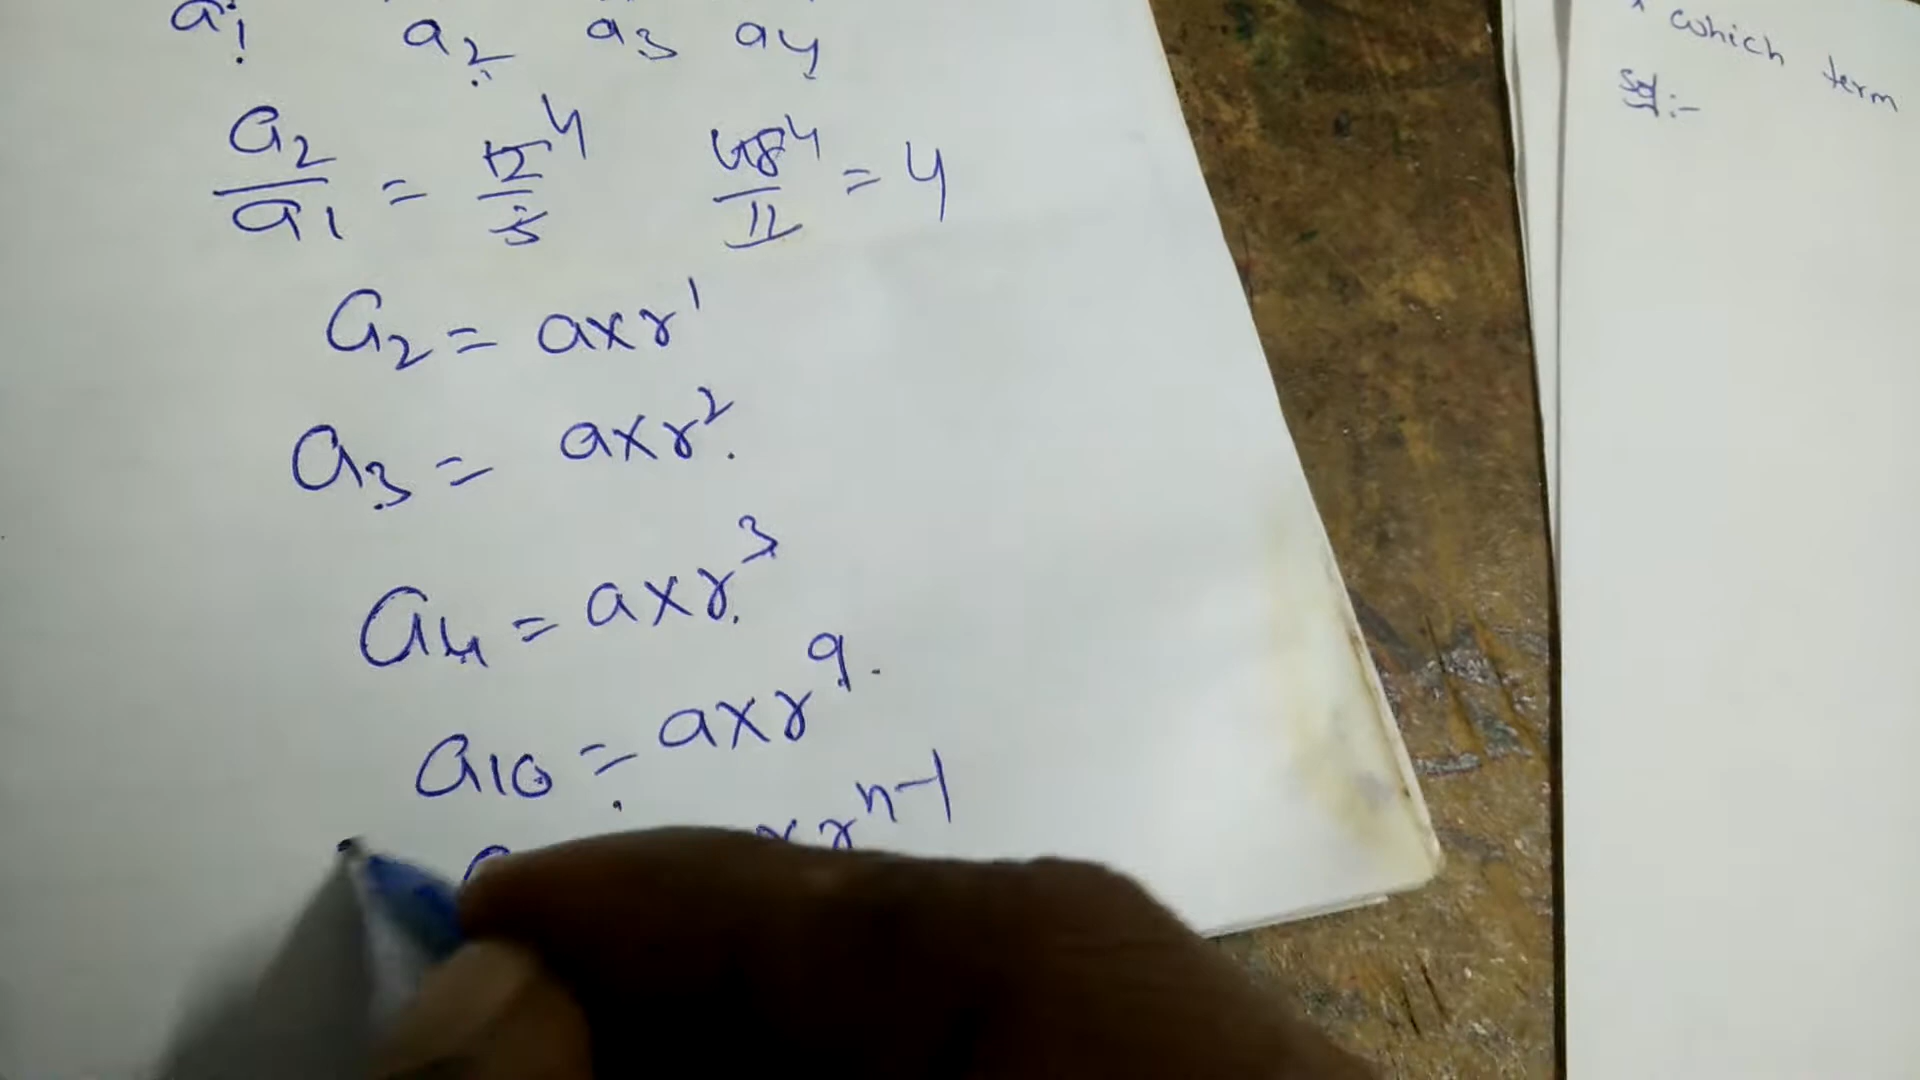 a1 a2 a3 a4
a2/a1 = 12/3 4 48/12 4 = 4
a2 = a×r¹
a3 = a×r².
a4 = a×r³
a10 = a×r⁹.
×rⁿ⁻¹
which term
Sol:-